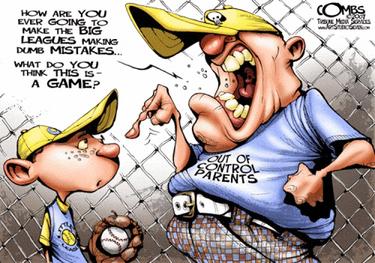 HOW ARE YOU
EVER GOING TO
MAKE THE BIG
LEAGUES MAKING
DUMB MISTAKES...
WHAT DO YOU
THINK THIS IS-
A GAME?
COMBS
TRIBUNE MEDIA SERVICES
OUT OF
CONTROL
PARENTS